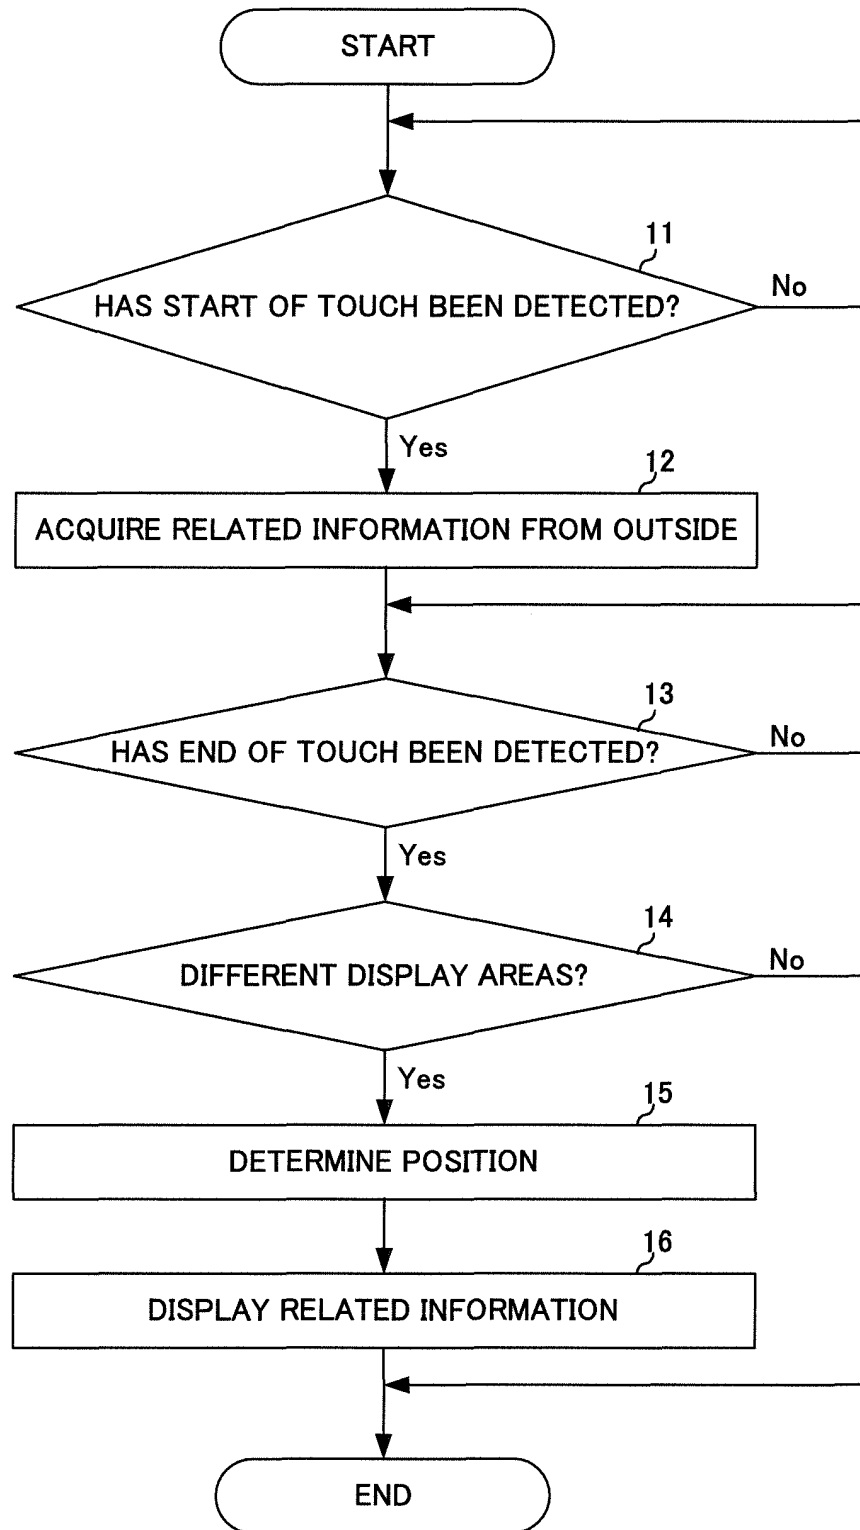 START
11
HAS START OF TOUCH BEEN DETECTED?
No
Yes
12
ACQUIRE RELATED INFORMATION FROM OUTSIDE
13
HAS END OF TOUCH BEEN DETECTED?
No
Yes
14
DIFFERENT DISPLAY AREAS?
No
Yes
15
DETERMINE POSITION
16
DISPLAY RELATED INFORMATION
END